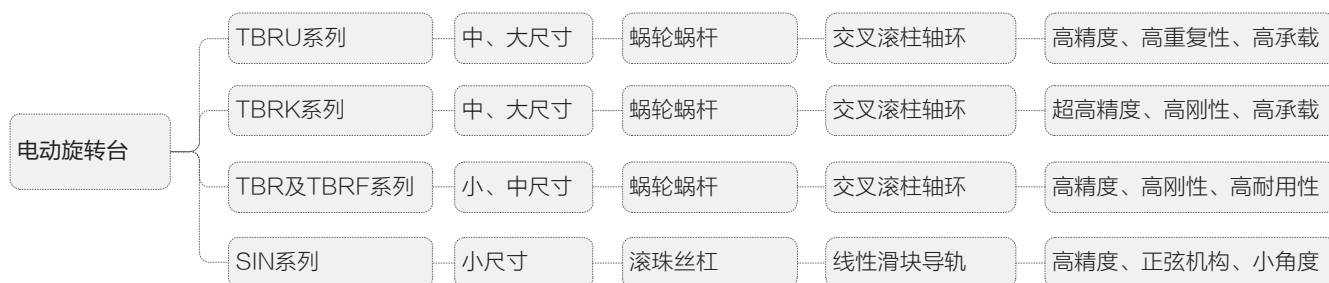 TBRU系列 中、大尺寸 蜗轮蜗杆 交叉滚柱轴环 高精度、高重复性、高承载
TBRK系列 中、大尺寸 蜗轮蜗杆 交叉滚柱轴环 超高精度、高刚性、高承载
电动旋转台
TBR及TBRF系列 小、中尺寸 蜗轮蜗杆 交叉滚柱轴环 高精度、高刚性、高耐用性
SIN系列 小尺寸 滚珠丝杠 线性滑块导轨 高精度、正弦机构、小角度